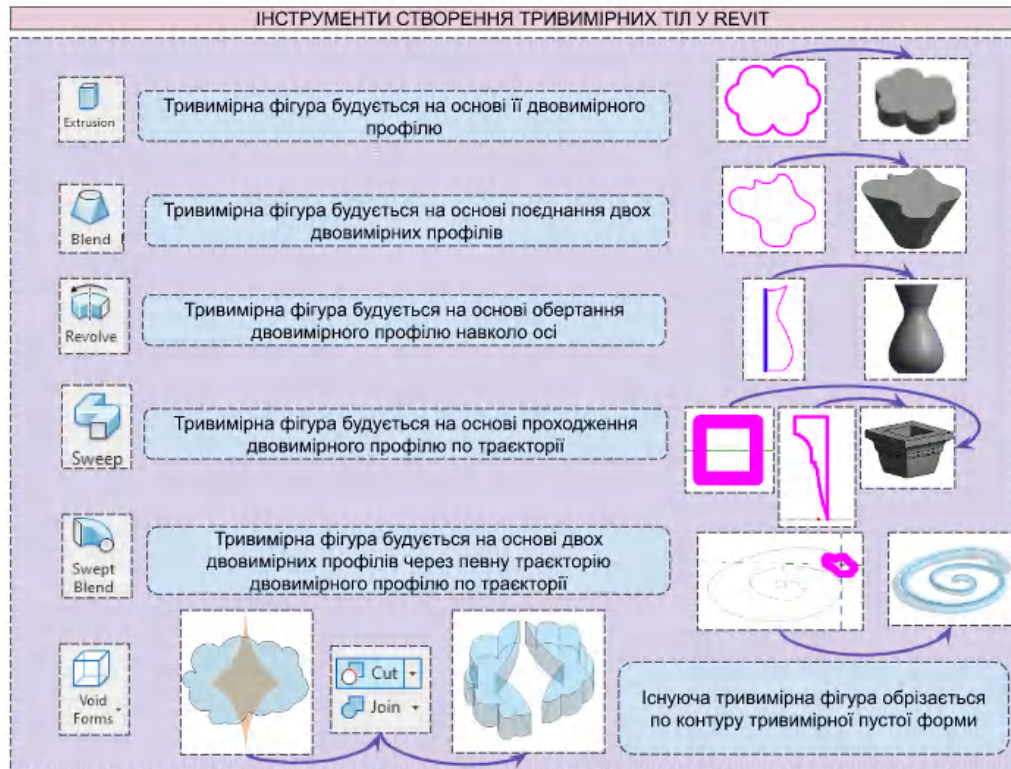 ІНСТРУМЕНТИ СТВОРЕННЯ ТРИВИМІРНИХ ТІЛ У REVIT
Extrusion
Тривимірна фігура будується на основі її двовимірного
профілю
Blend
Тривимірна фігура будується на основі поєднання двох
двовимірних профілів
Revolve
Тривимірна фігура будується на основі обертання
двовимірного профілю навколо осі
Sweep
Тривимірна фігура будується на основі проходження
двовимірного профілю по траєкторії
Swept
Blend
Тривимірна фігура будується на основі двох
двовимірних профілів через певну траєкторію
двовимірного профілю по траєкторії
Void
Forms
Cut
Join
Існуюча тривимірна фігура обрізається
по контуру тривимірної пустої форми